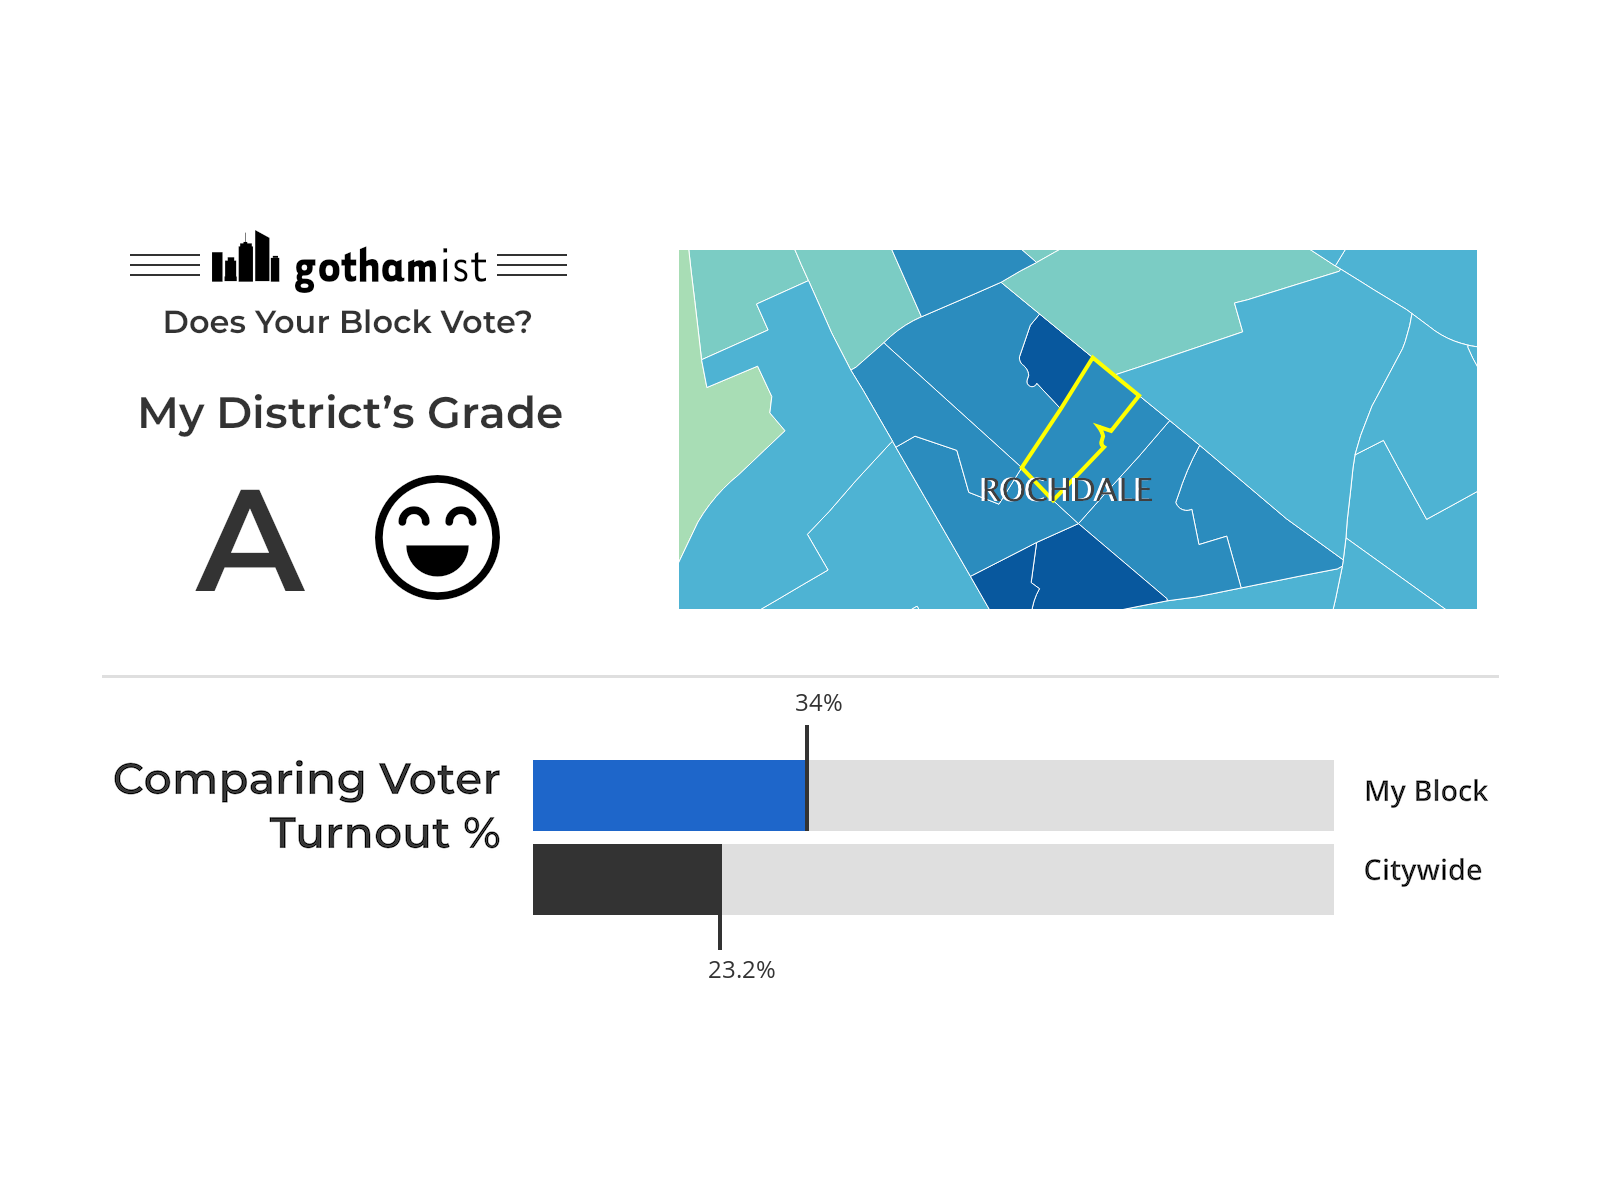 gothamist
Does Your Block Vote?
My District’s Grade
A
ROCHDALE
34%
Comparing Voter
Turnout %
My Block
Citywide
23.2%